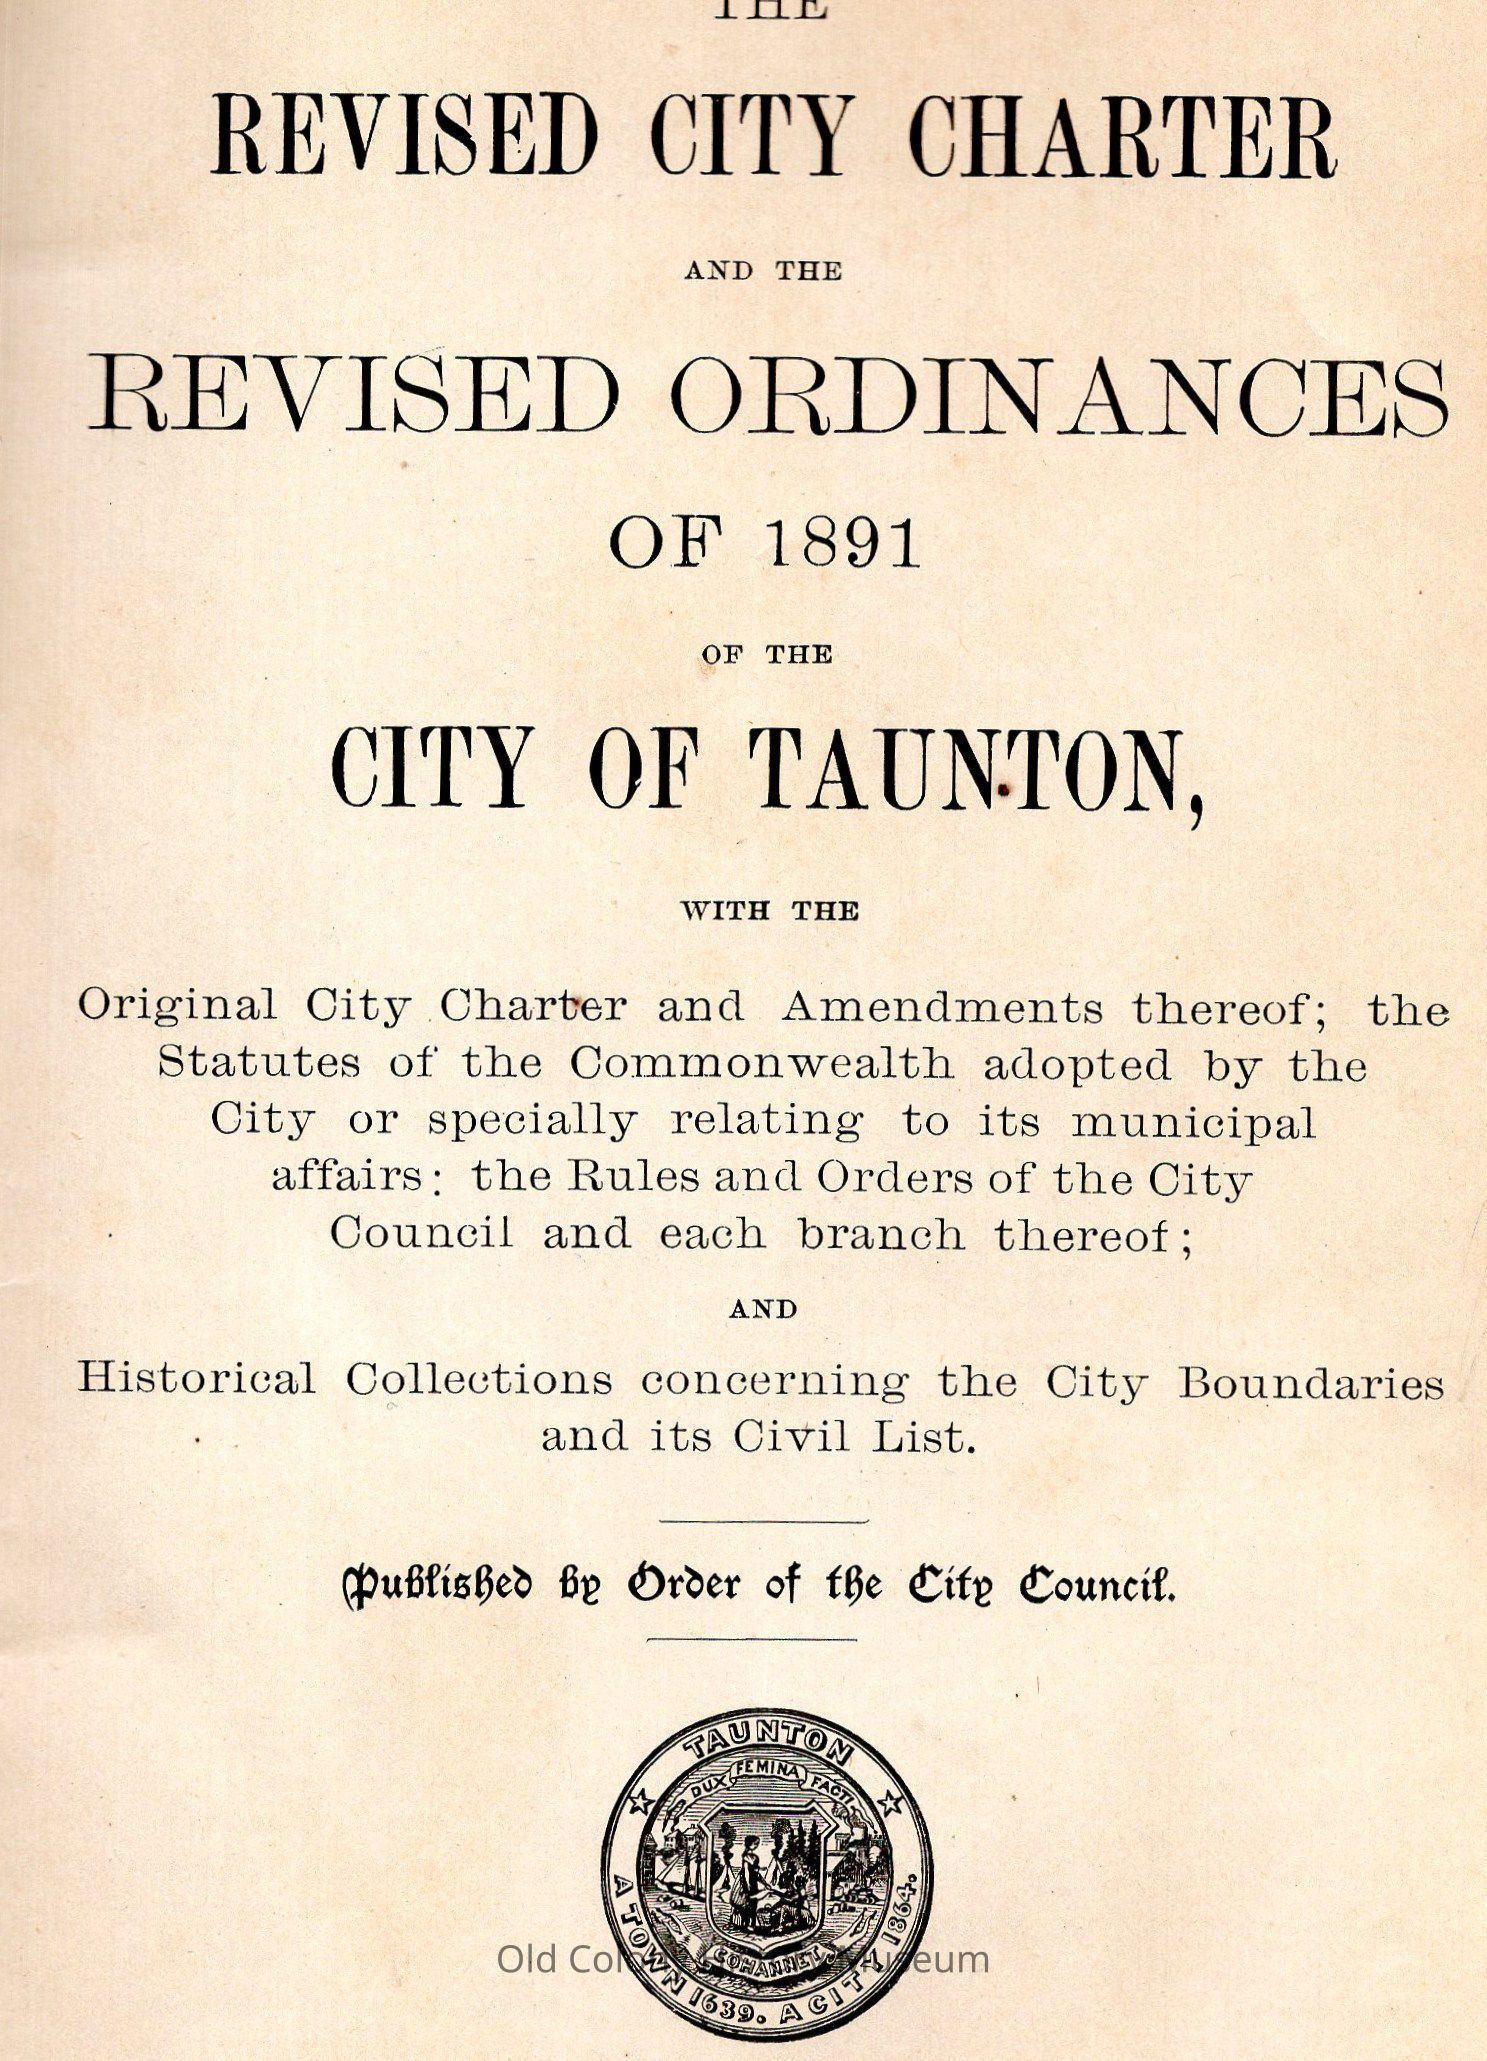 THE
REVISED CITY CHARTER
AND THE
REVISED ORDINANCES
OF 1891
OF THE
CITY OF TAUNTON,
WITH THE
Original City Charter and Amendments thereof; the
Statutes of the Commonwealth adopted by the
City or specially relating to its municipal
affairs: the Rules and Orders of the City
Council and each branch thereof;
AND
Historical Collections concerning the City Boundaries
and its Civil List.
Published by Order of the City Council.
TAUNTON
DUX FEMINA FACTI
COHANNET
A TOWN 1639. A CITY 1864.
Old Colony Museum